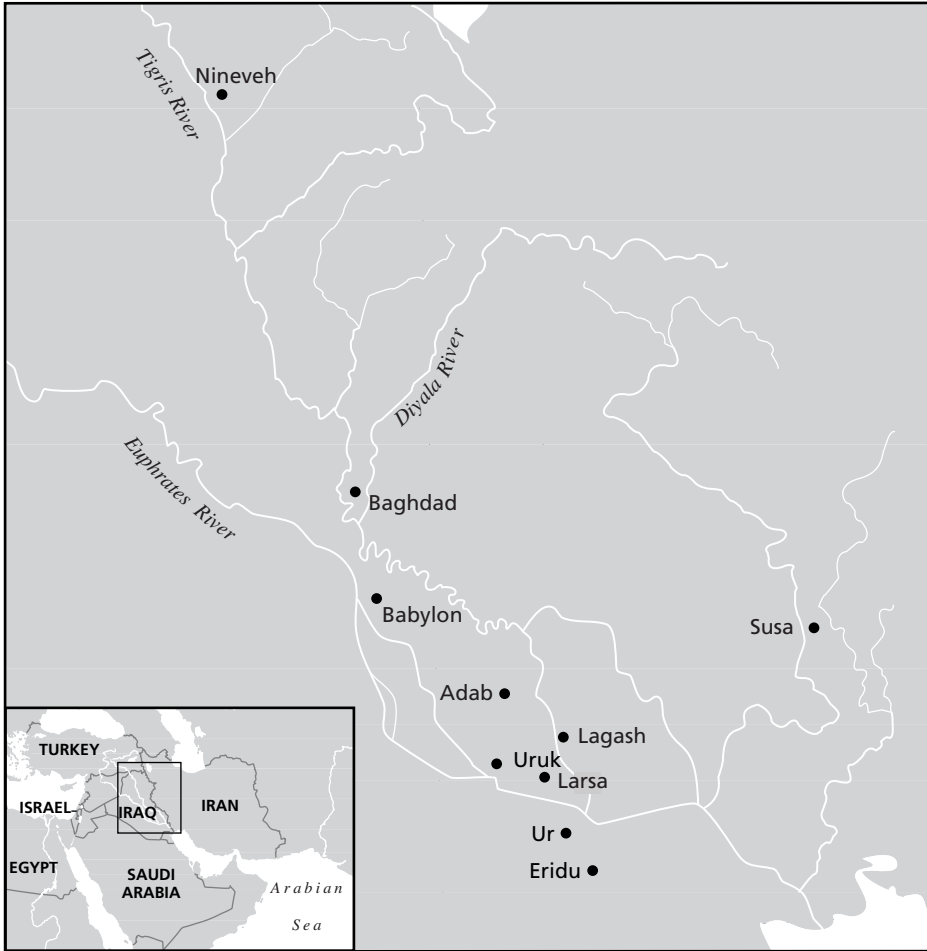 Nineveh
Tigris River
Diyala River
Euphrates River
Baghdad
Babylon
Susa
Adab
Lagash
Uruk
Larsa
Ur
Eridu
TURKEY
ISRAEL
IRAQ
IRAN
EGYPT
SAUDI
ARABIA
Arabian
Sea